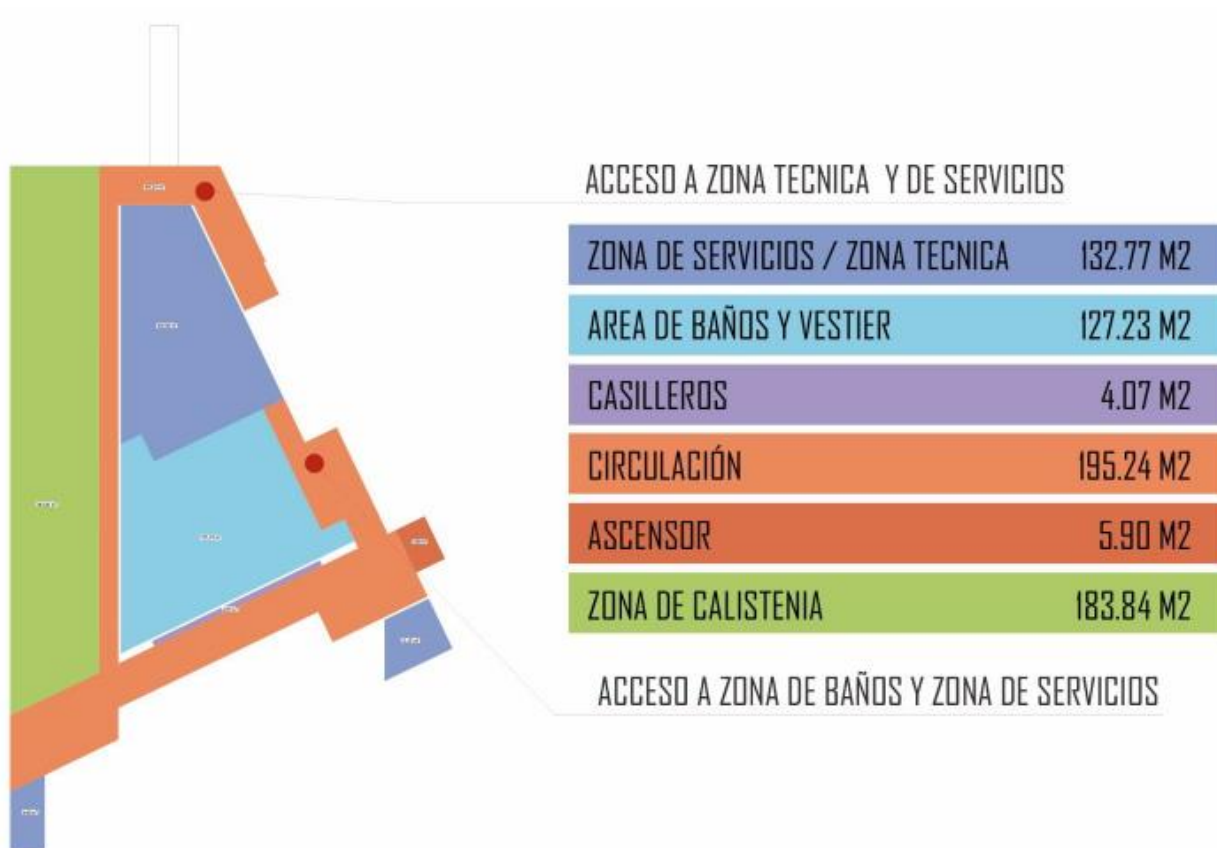 ACCESO A ZONA TECNICA Y DE SERVICIOS
ZONA DE SERVICIOS / ZONA TECNICA 132.77 M2
AREA DE BAÑOS Y VESTIER 127.23 M2
CASILLEROS 4.07 M2
CIRCULACIÓN 195.24 M2
ASCENSOR 5.90 M2
ZONA DE CALISTENIA 183.84 M2
ACCESO A ZONA DE BAÑOS Y ZONA DE SERVICIOS